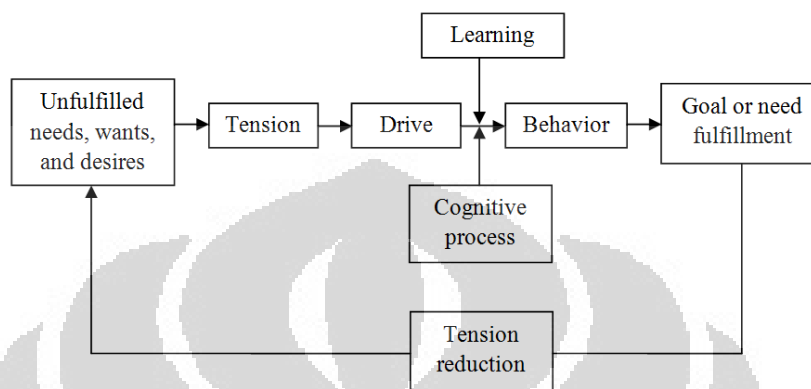 Learning
Unfulfilled
needs, wants,
and desires
Tension
Drive
Behavior
Goal or need
fulfillment
Cognitive
process
Tension
reduction